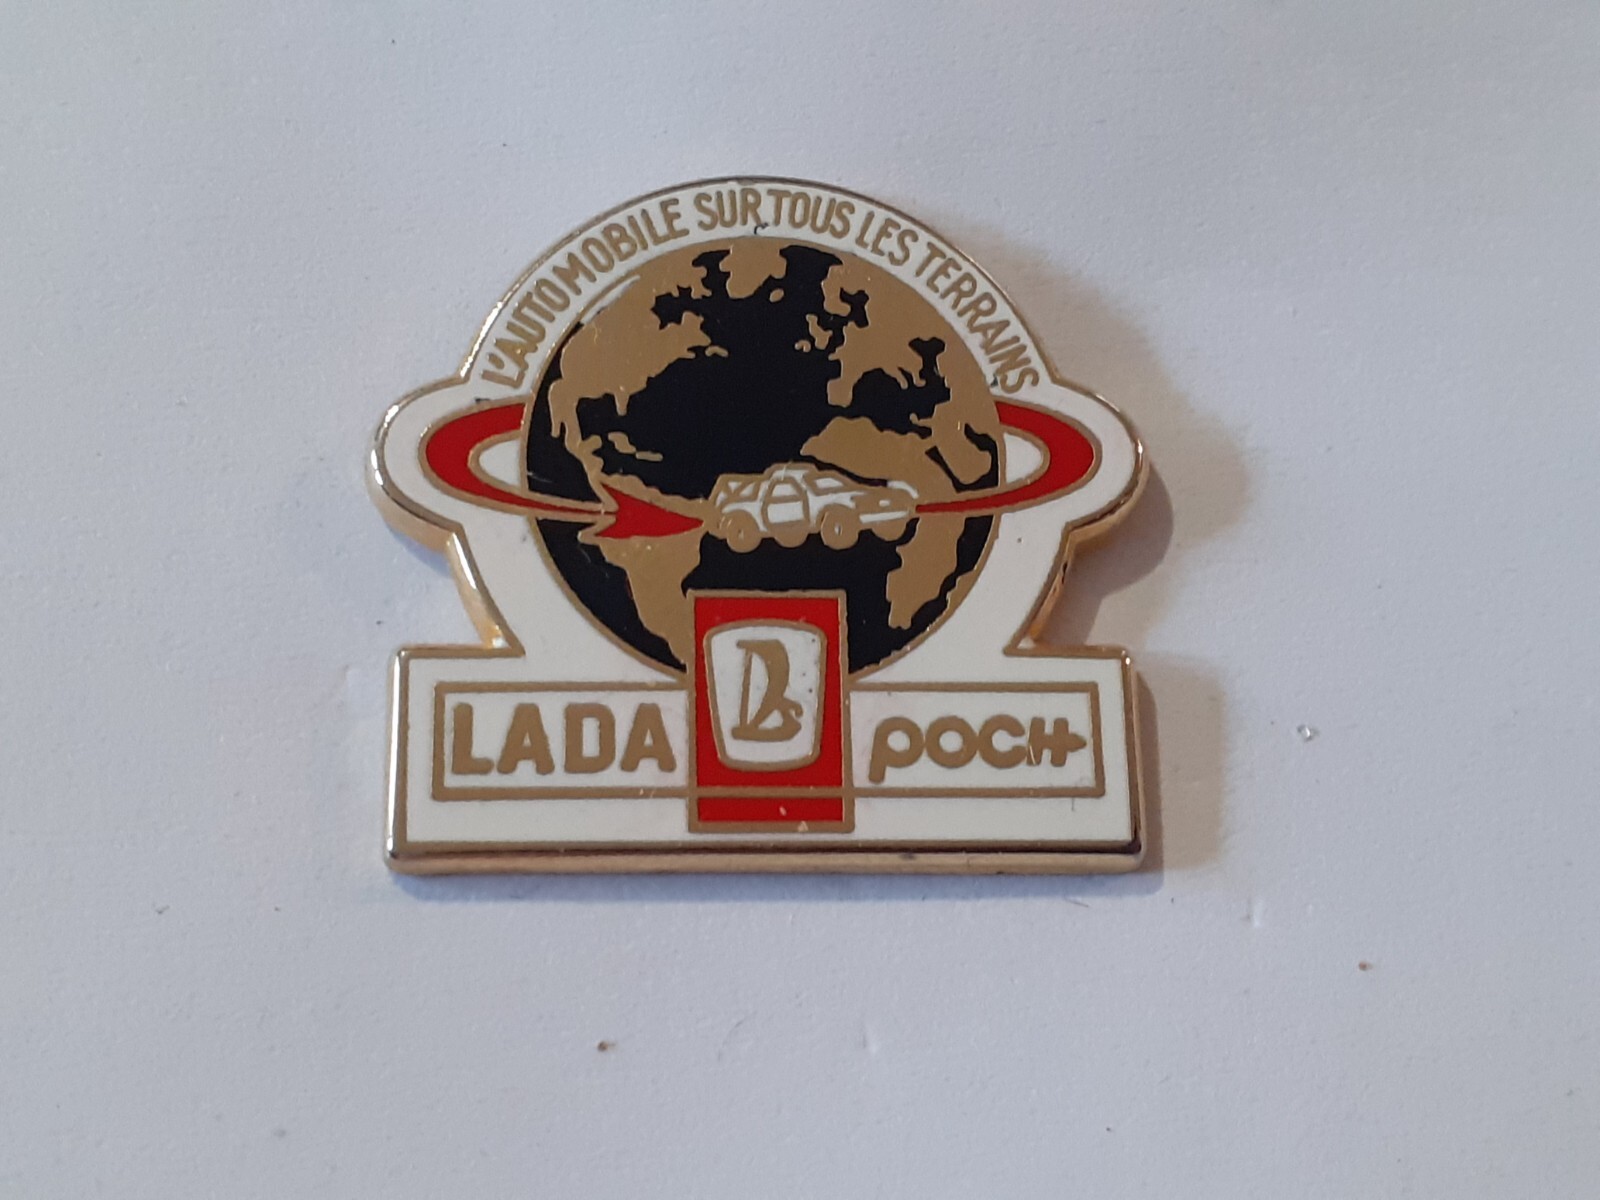 L'AUTOMOBILE SUR TOUS LES TERRAINS
LADA
POCH